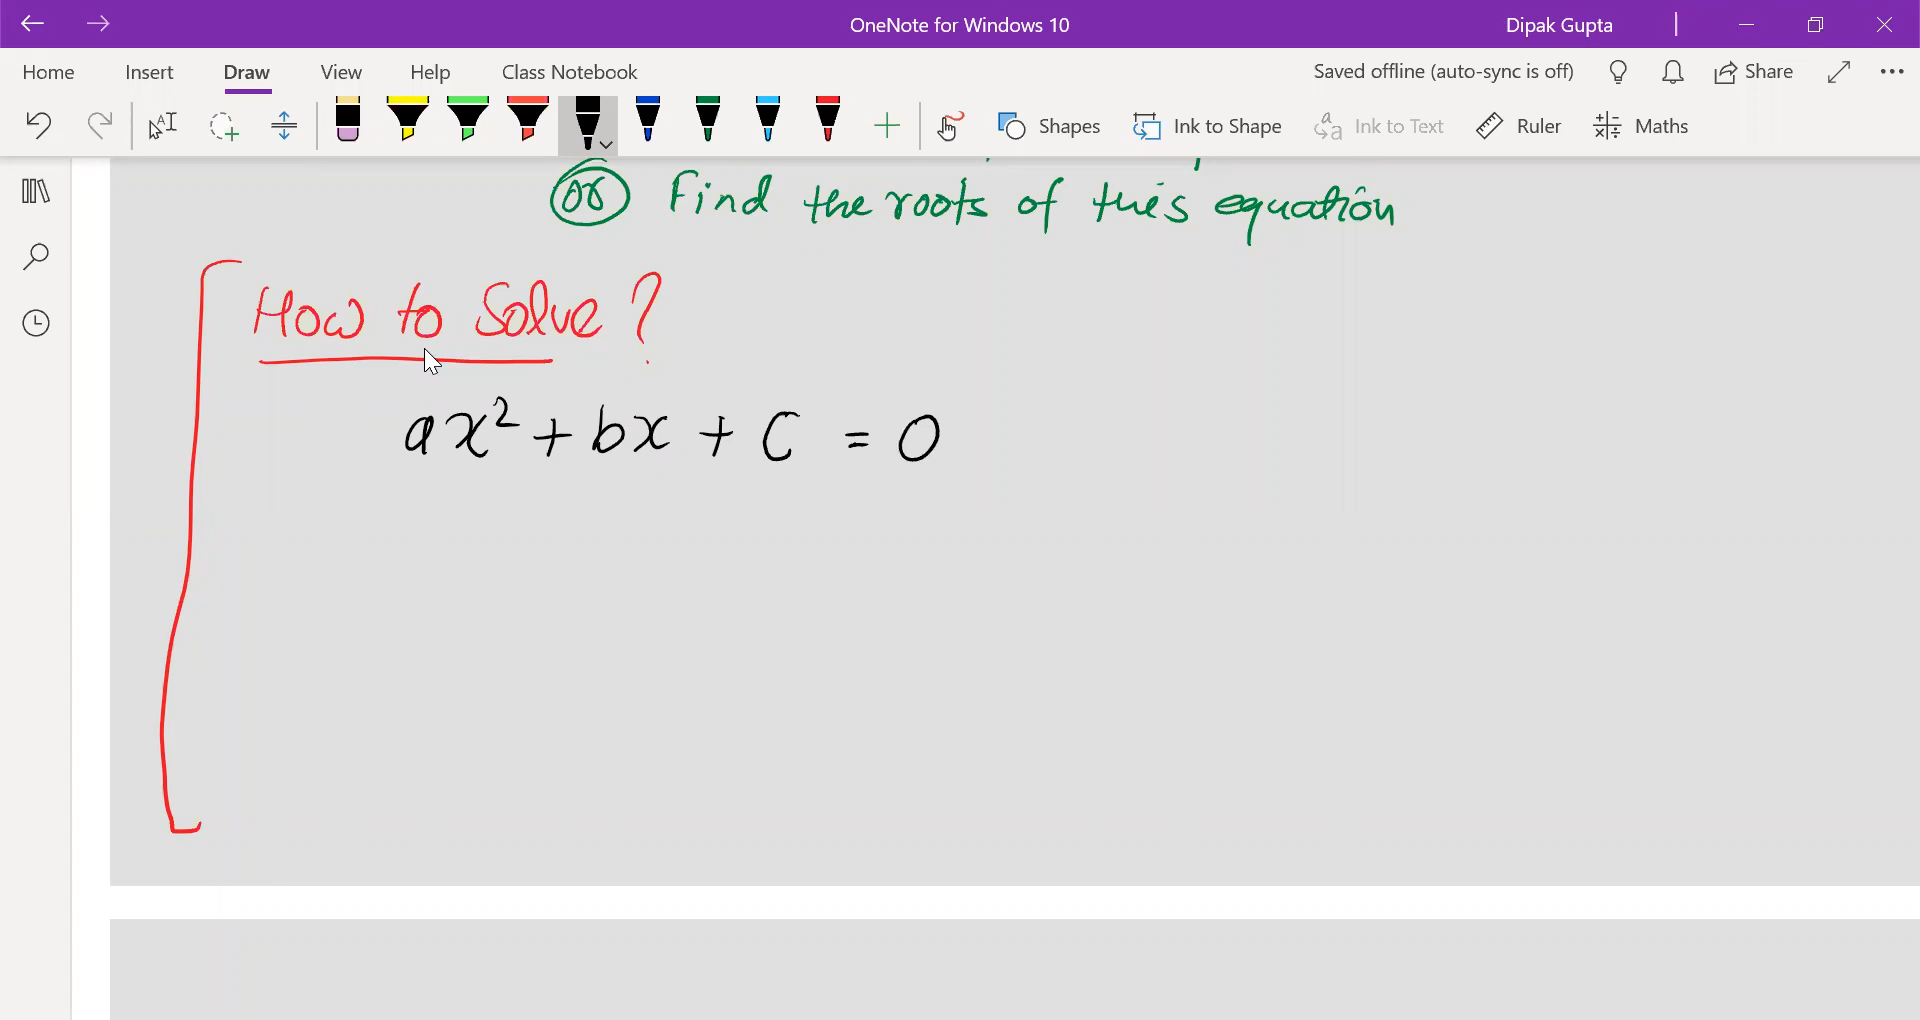 OneNote for Windows 10
Dipak Gupta
Home Insert Draw View Help Class Notebook
Saved offline (auto-sync is off)
Share
Shapes Ink to Shape Ink to Text Ruler Maths
OR Find the roots of this equation
How to Solve?
ax² + bx + C = 0